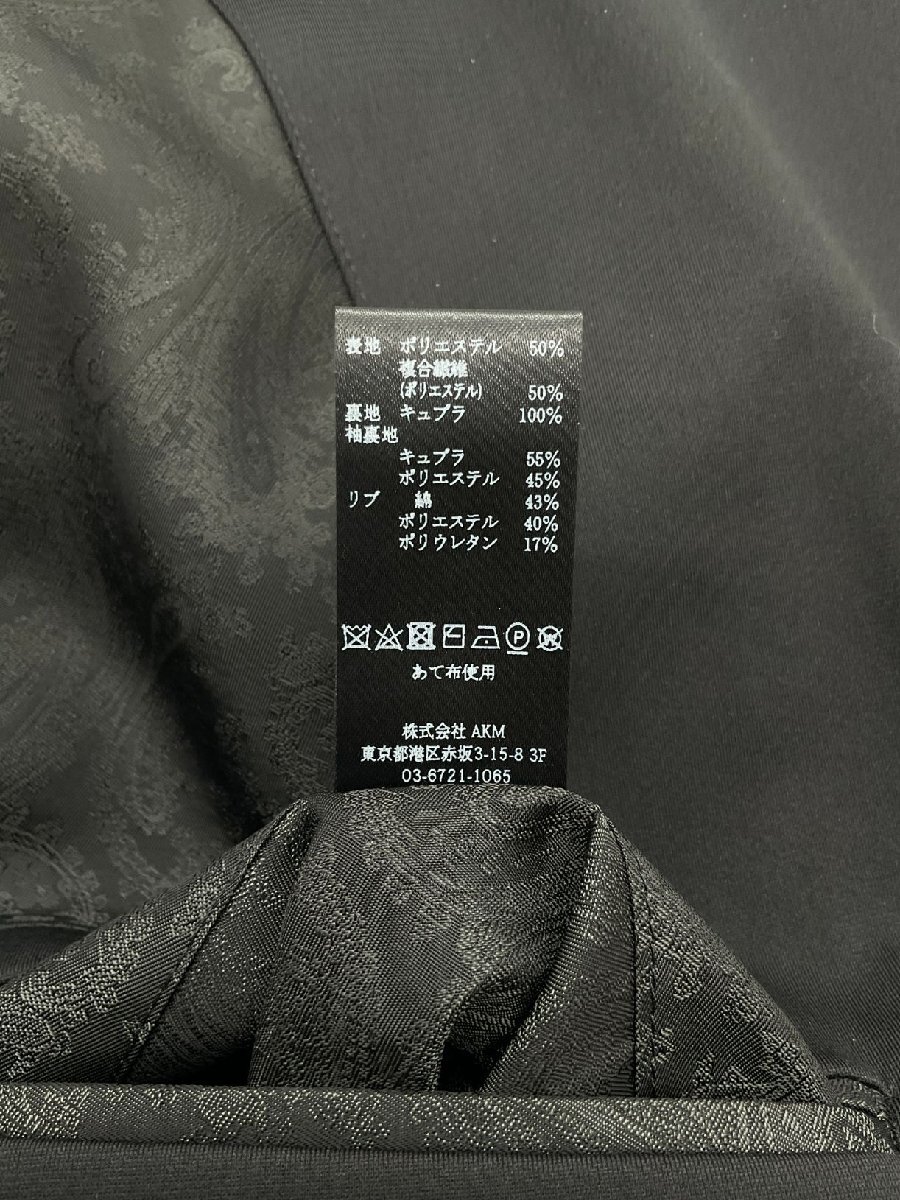 表地 ポリエステル 50%
複合繊維
(ポリエステル) 50%
裏地 キュプラ 100%
袖裏地
キュプラ 55%
ポリエステル 45%
リブ 綿 43%
ポリエステル 40%
ポリウレタン 17%
P W
あて布使用
株式会社 AKM
東京都港区赤坂3-15-8 3F
03-6721-1065